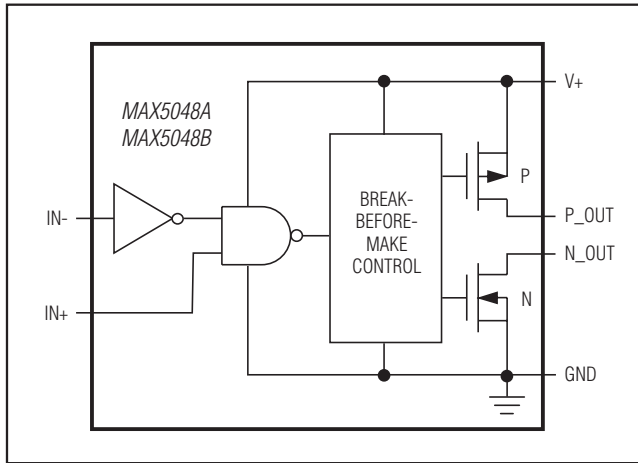 MAX5048A
MAX5048B
V+
P
IN-
BREAK-
BEFORE-
MAKE
CONTROL
P_OUT
N_OUT
N
IN+
GND